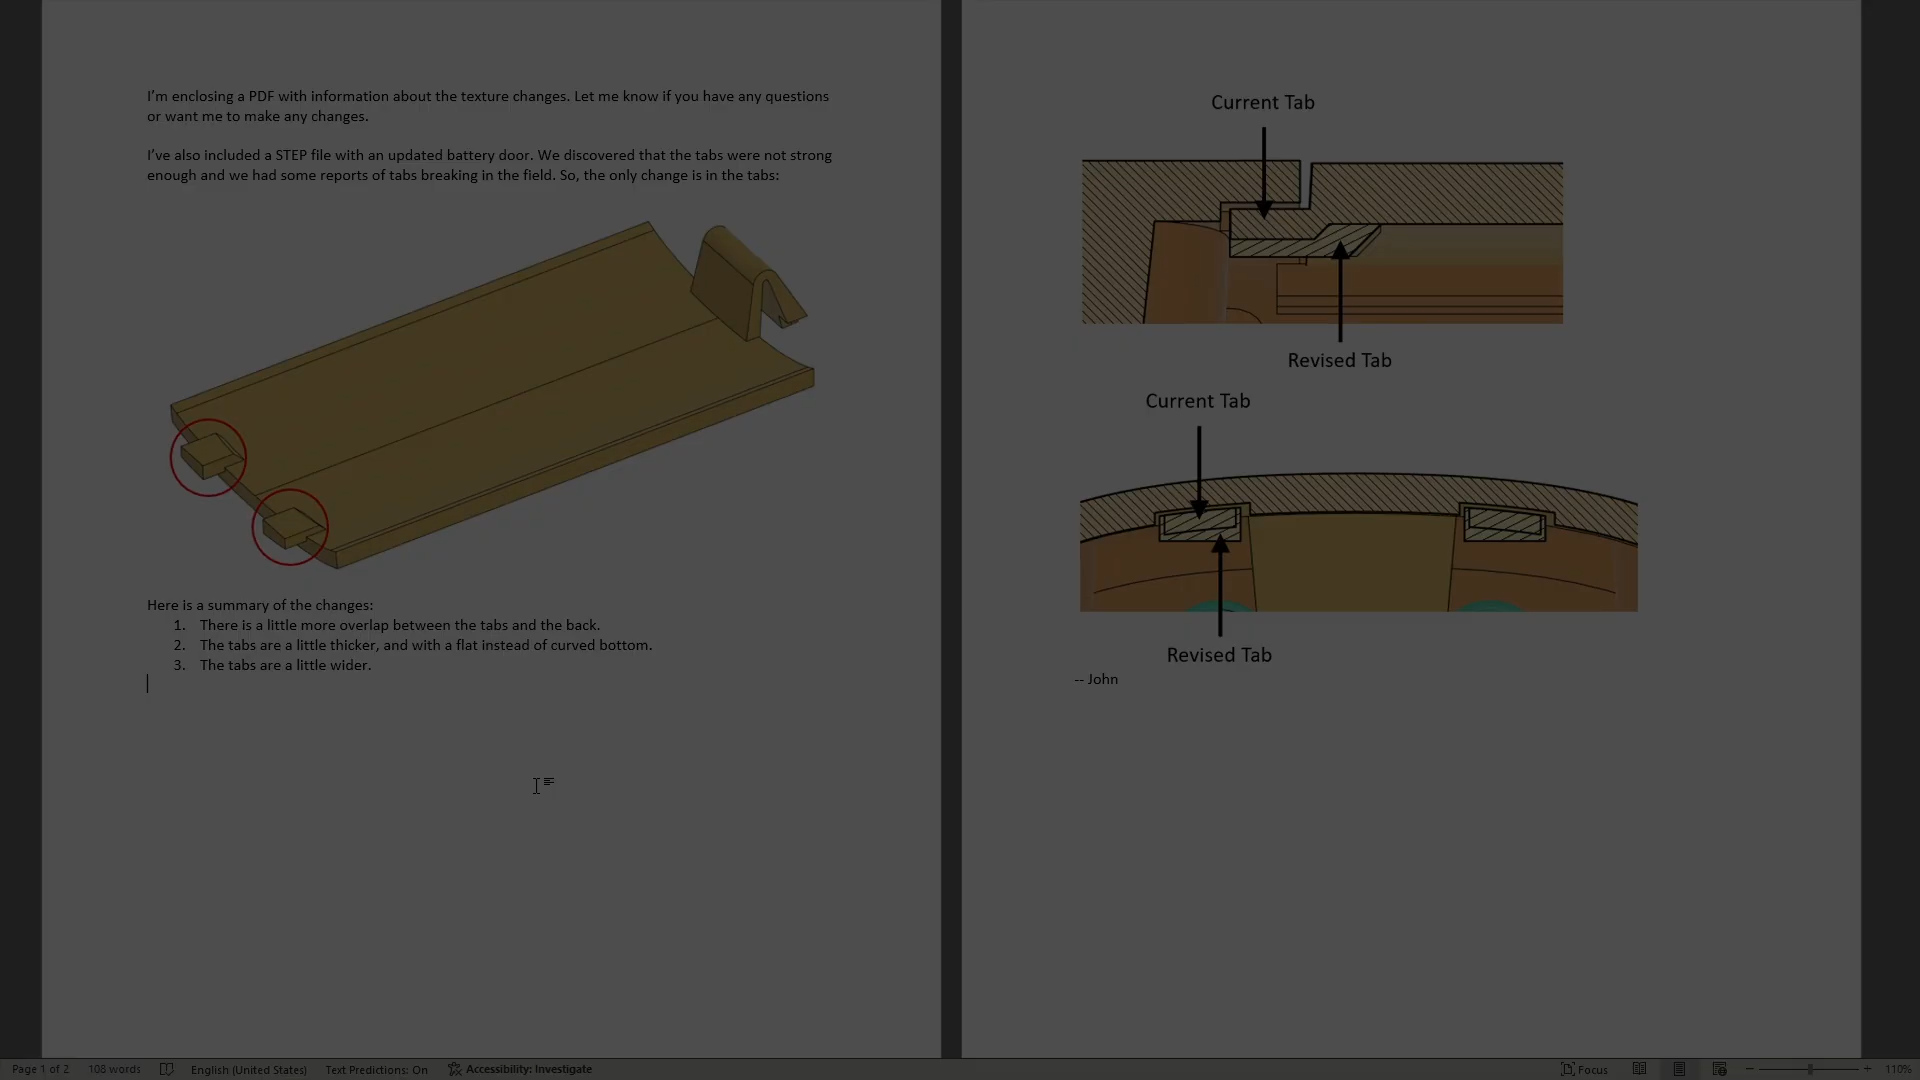 I’m enclosing a PDF with information about the texture changes. Let me know if you have any questions
or want me to make any changes.
I’ve also included a STEP file with an updated battery door. We discovered that the tabs were not strong
enough and we had some reports of tabs breaking in the field. So, the only change is in the tabs:
Here is a summary of the changes:
1. There is a little more overlap between the tabs and the back.
2. The tabs are a little thicker, and with a flat instead of curved bottom.
3. The tabs are a little wider.
Current Tab
Revised Tab
Current Tab
Revised Tab
-- John
Page 1 of 2 108 words English (United States) Text Predictions: On Accessibility: Investigate Focus 110%